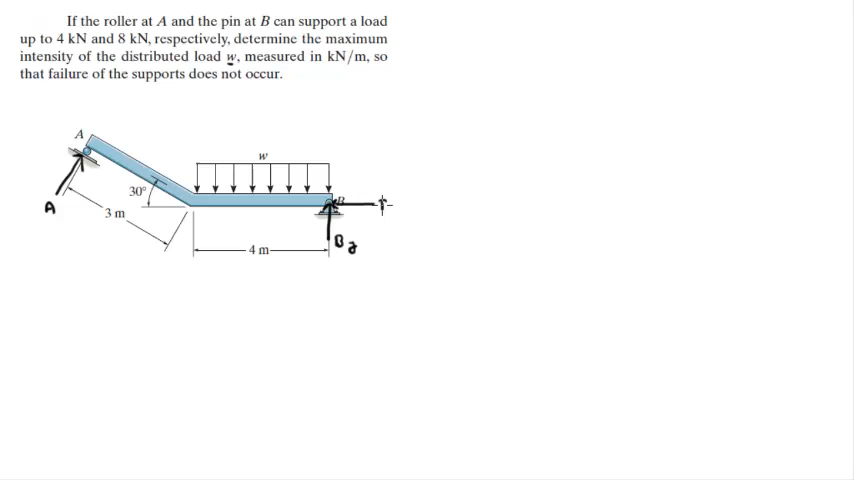 If the roller at A and the pin at B can support a load
up to 4 kN and 8 kN, respectively, determine the maximum
intensity of the distributed load w, measured in kN/m, so
that failure of the supports does not occur.
A
w
30°
B
A
3 m
By
4 m